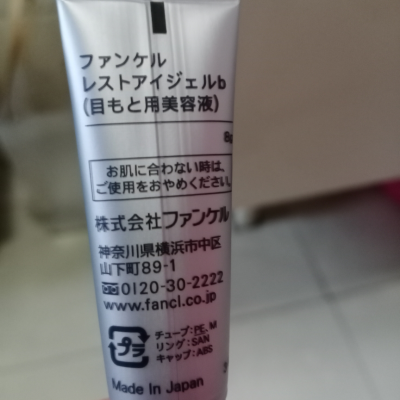 ファンケル
レストアイジェルb
(目もと用美容液)
8g
お肌に合わない時は、
ご使用をおやめください。
株式会社ファンケル
神奈川県横浜市中区
山下町89-1
0120-30-2222
www.fancl.co.jp
プラ
チューブ:PE, M
リング:SAN
キャップ:ABS
Made In Japan